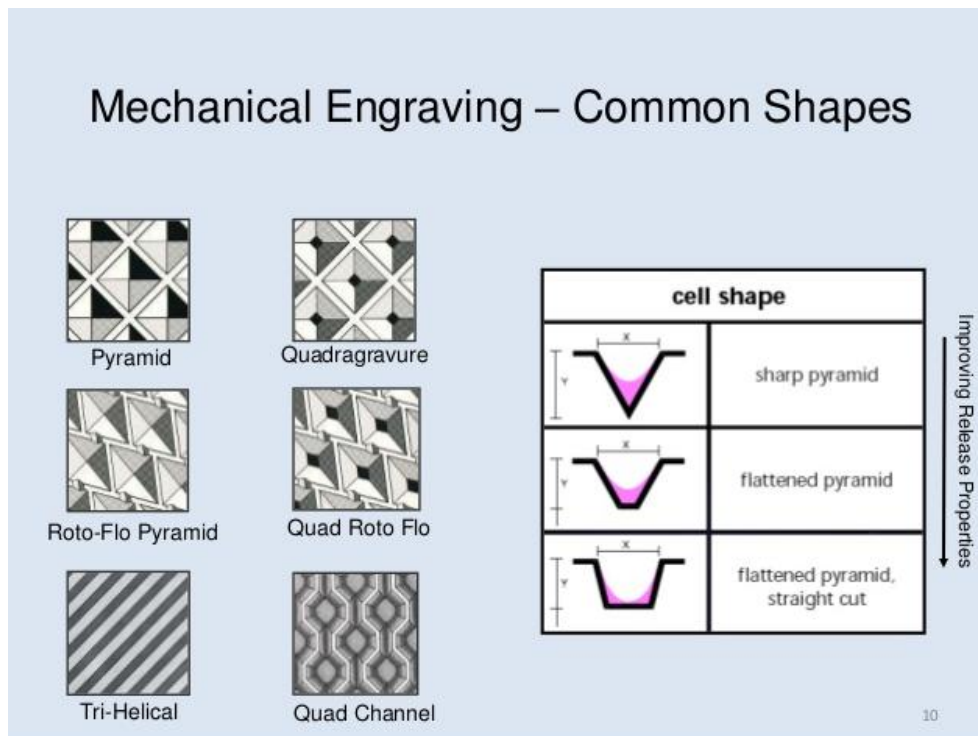 Mechanical Engraving – Common Shapes
Pyramid
Quadragravure
Roto-Flo Pyramid
Quad Roto Flo
Tri-Helical
Quad Channel
cell shape
X
Y
sharp pyramid
X
Y
flattened pyramid
X
Y
flattened pyramid,
straight cut
Improving Release Properties
10